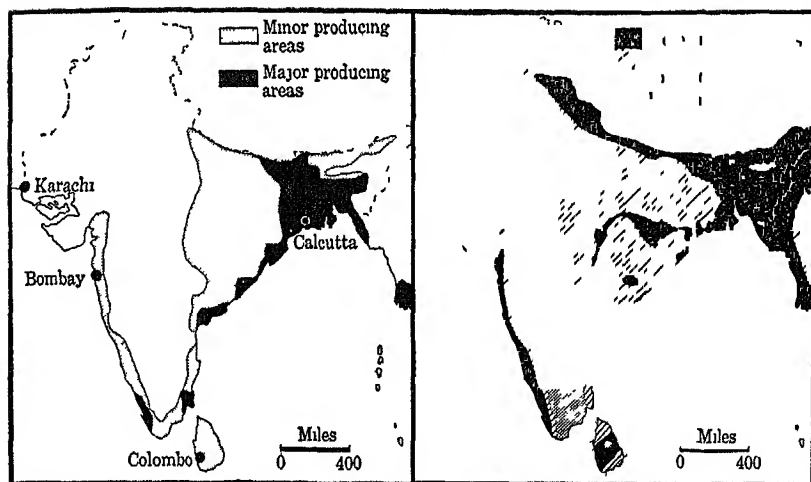 Minor producing
areas
Major producing
areas
Karachi
Calcutta
Bombay
Miles
0 400
Colombo
Miles
0 400